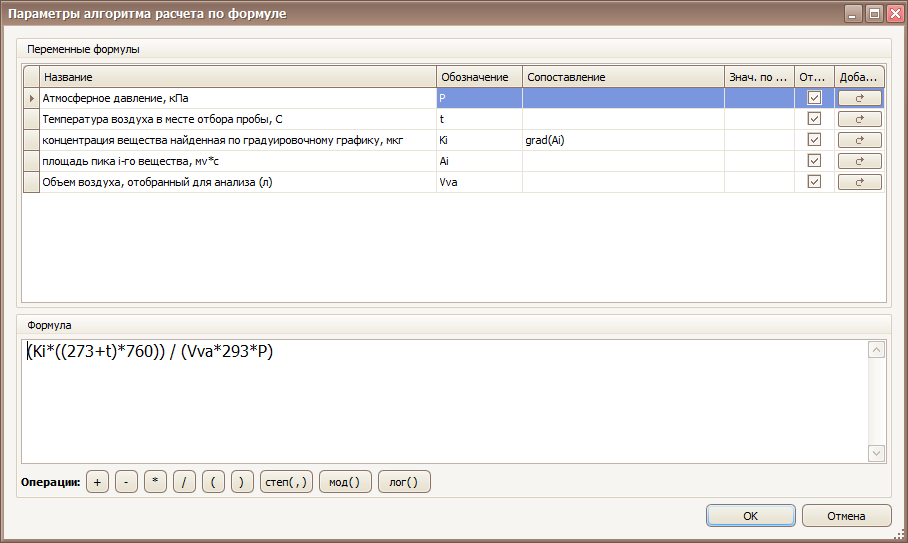 Параметры алгоритма расчета по формуле
Переменные формулы
Название Обозначение Сопоставление Знач. по ... От... Доба...
Атмосферное давление, кПа P
Температура воздуха в месте отбора пробы, С t
концентрация вещества найденная по градуировочному графику, мкг Ki grad(Ai)
площадь пика i-го вещества, мv*с Ai
Объем воздуха, отобранный для анализа (л) Vva
Формула
(Ki*((273+t)*760)) / (Vva*293*P)
Операции: + - * / ( ) степ(,) мод() лог()
OK Отмена